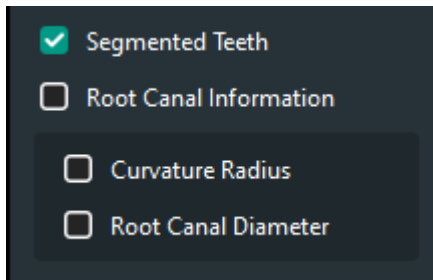 Segmented Teeth
Root Canal Information
Curvature Radius
Root Canal Diameter